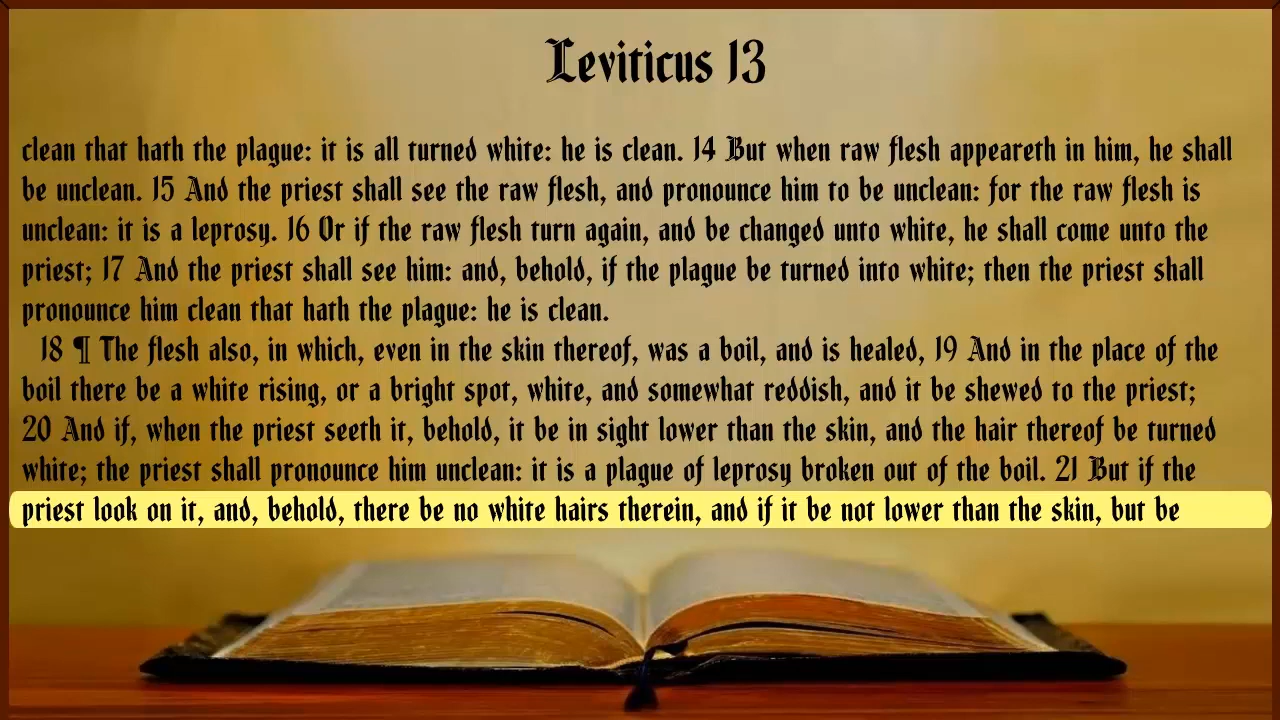 Leviticus 13
clean that hath the plague: it is all turned white: he is clean. 14 But when raw flesh appeareth in him, he shall
be unclean. 15 And the priest shall see the raw flesh, and pronounce him to be unclean: for the raw flesh is
unclean: it is a leprosy. 16 Or if the raw flesh turn again, and be changed unto white, he shall come unto the
priest; 17 And the priest shall see him: and, behold, if the plague be turned into white; then the priest shall
pronounce him clean that hath the plague: he is clean.
18 ¶ The flesh also, in which, even in the skin thereof, was a boil, and is healed, 19 And in the place of the
boil there be a white rising, or a bright spot, white, and somewhat reddish, and it be shewed to the priest;
20 And if, when the priest seeth it, behold, it be in sight lower than the skin, and the hair thereof be turned
white; the priest shall pronounce him unclean: it is a plague of leprosy broken out of the boil. 21 But if the
priest look on it, and, behold, there be no white hairs therein, and if it be not lower than the skin, but be